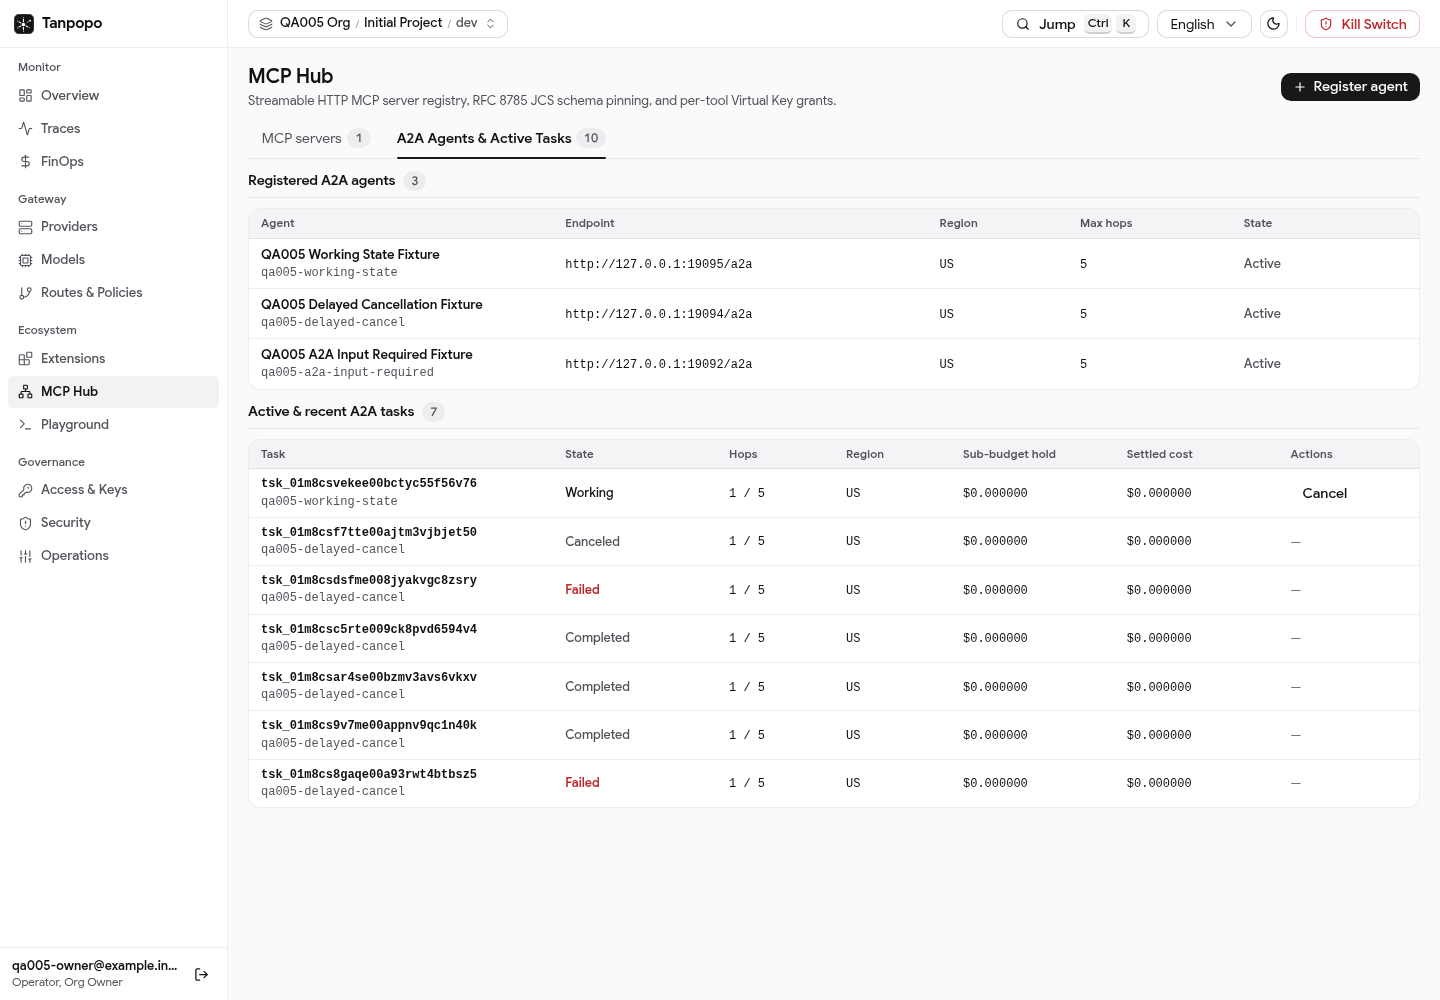 Tanpopo
QA005 Org / Initial Project / dev
Jump Ctrl K
English
Kill Switch
Monitor
Overview
Traces
FinOps
Gateway
Providers
Models
Routes & Policies
Ecosystem
Extensions
MCP Hub
Playground
Governance
Access & Keys
Security
Operations
qa005-owner@example.in...
Operator, Org Owner
MCP Hub
Streamable HTTP MCP server registry, RFC 8785 JCS schema pinning, and per-tool Virtual Key grants.
+ Register agent
MCP servers 1 A2A Agents & Active Tasks 10
Registered A2A agents 3
Agent Endpoint Region Max hops State
QA005 Working State Fixture
qa005-working-state http://127.0.0.1:19095/a2a US 5 Active
QA005 Delayed Cancellation Fixture
qa005-delayed-cancel http://127.0.0.1:19094/a2a US 5 Active
QA005 A2A Input Required Fixture
qa005-a2a-input-required http://127.0.0.1:19092/a2a US 5 Active
Active & recent A2A tasks 7
Task State Hops Region Sub-budget hold Settled cost Actions
tsk_01m8csvekee00bctyc55f56v76
qa005-working-state Working 1 / 5 US $0.000000 $0.000000 Cancel
tsk_01m8csf7tte00ajtm3vjbjet50
qa005-delayed-cancel Canceled 1 / 5 US $0.000000 $0.000000 —
tsk_01m8csdsfme008jyakvgc8zsry
qa005-delayed-cancel Failed 1 / 5 US $0.000000 $0.000000 —
tsk_01m8csc5rte009ck8pvd6594v4
qa005-delayed-cancel Completed 1 / 5 US $0.000000 $0.000000 —
tsk_01m8csar4se00bzmv3avs6vkxv
qa005-delayed-cancel Completed 1 / 5 US $0.000000 $0.000000 —
tsk_01m8cs9v7me00appnv9qc1n40k
qa005-delayed-cancel Completed 1 / 5 US $0.000000 $0.000000 —
tsk_01m8cs8gaqe00a93rwt4btbsz5
qa005-delayed-cancel Failed 1 / 5 US $0.000000 $0.000000 —